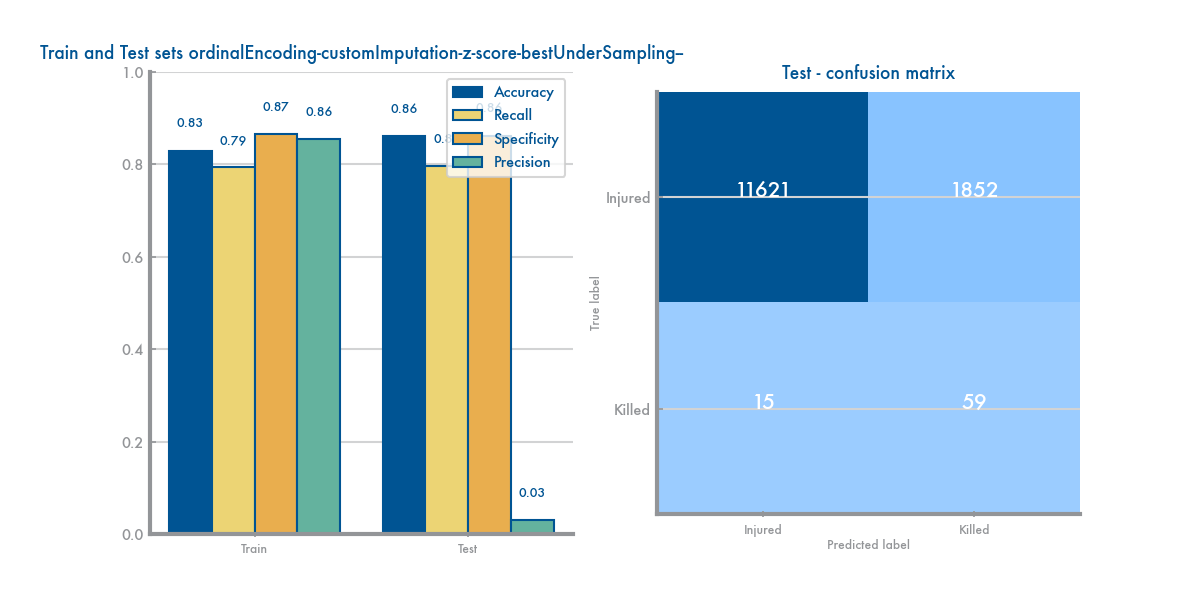 Train and Test sets ordinalEncoding-customImputation-z-score-bestUnderSampling–
1.0
0.8
0.6
0.4
0.2
0.0
0.83
0.79
0.87
0.86
0.86
0.86
0.03
Accuracy
Recall
Specificity
Precision
Train
Test
Test - confusion matrix
True label
Injured
Killed
11621
1852
15
59
Injured
Killed
Predicted label